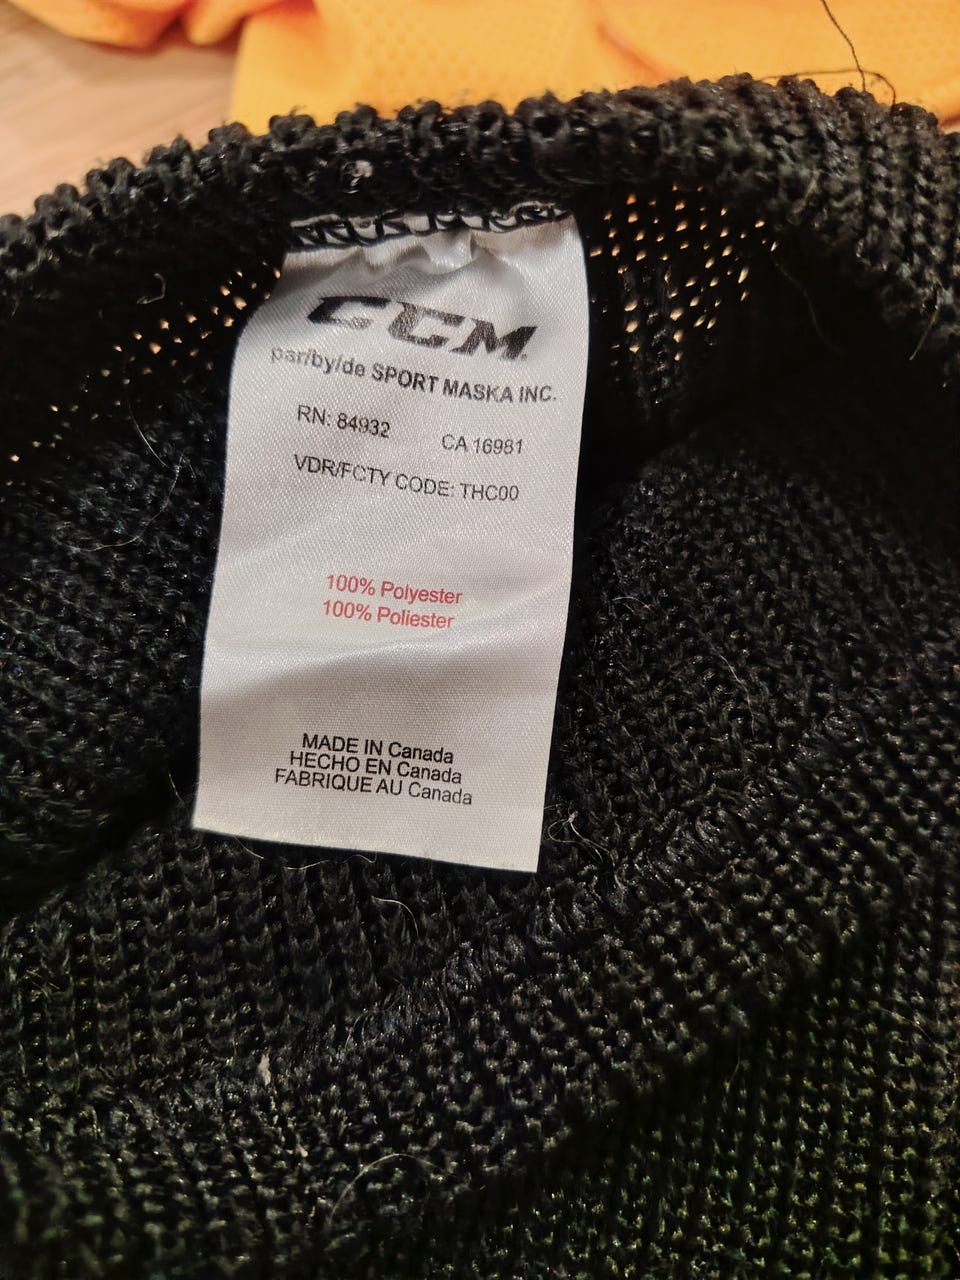 CCM
par/by/de SPORT MASKA INC.
RN: 84932 CA 16981
VDR/FCTY CODE: THC00
100% Polyester
100% Poliester
MADE IN Canada
HECHO EN Canada
FABRIQUE AU Canada